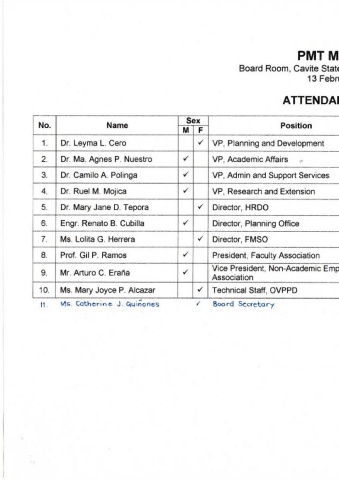 PMT M
Board Room, Cavite State
13 Febru
ATTENDA
No. Name Sex Position
M F
1. Dr. Leyma L. Cero ✓ VP, Planning and Development
2. Dr. Ma. Agnes P. Nuestro ✓ VP, Academic Affairs
3. Dr. Camilo A. Polinga ✓ VP, Admin and Support Services
4. Dr. Ruel M. Mojica ✓ VP, Research and Extension
5. Dr. Mary Jane D. Tepora ✓ Director, HRDO
6. Engr. Renato B. Cubilla ✓ Director, Planning Office
7. Ms. Lolita G. Herrera ✓ Director, FMSO
8. Prof. Gil P. Ramos ✓ President, Faculty Association
9. Mr. Arturo C. Eraña ✓ Vice President, Non-Academic Emp
Association
10. Ms. Mary Joyce P. Alcazar ✓ Technical Staff, OVPPD
11. Ms. Catherine J. Quiñones ✓ Board Secretary